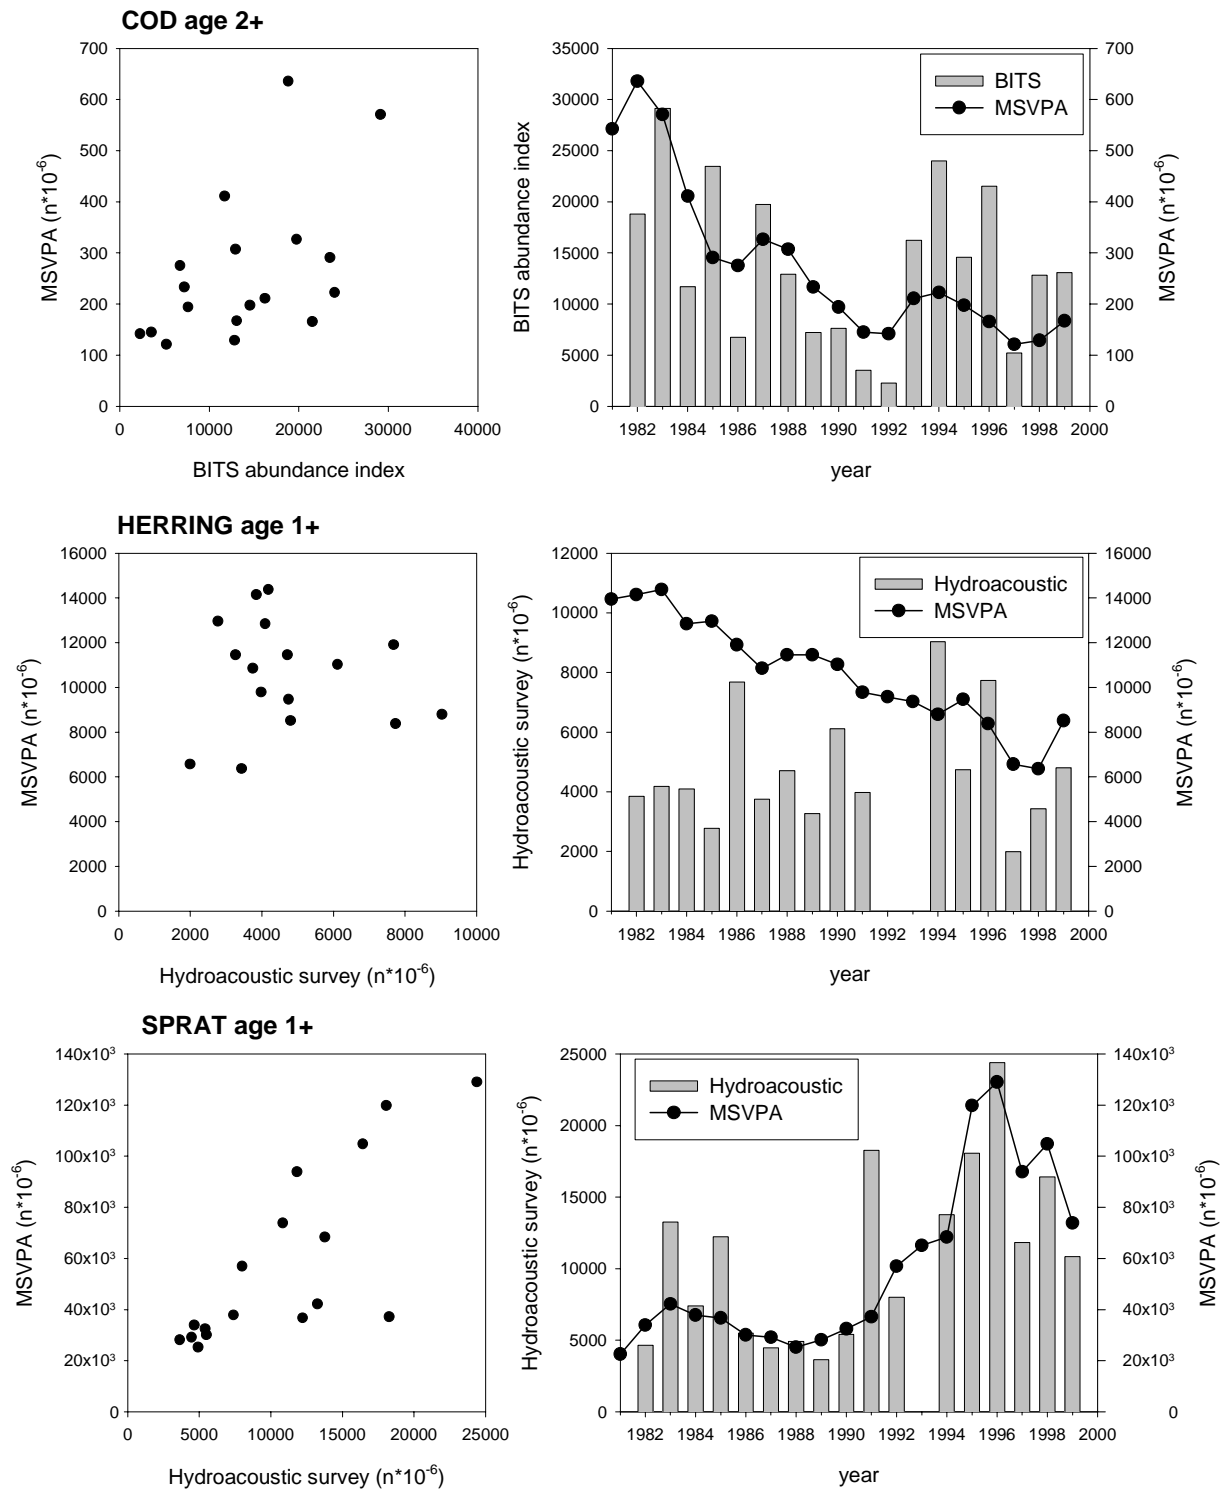 COD age 2+
700
600
500
400
300
200
100
0
MSVPA (n*10⁻⁶)
0 10000 20000 30000 40000
BITS abundance index
35000
30000
25000
20000
15000
10000
5000
0
BITS abundance index
BITS
MSVPA
700
600
500
400
300
200
100
0
MSVPA (n*10⁻⁶)
1982 1984 1986 1988 1990 1992 1994 1996 1998 2000
year
HERRING age 1+
16000
14000
12000
10000
8000
6000
4000
2000
0
MSVPA (n*10⁻⁶)
0 2000 4000 6000 8000 10000
Hydroacoustic survey (n*10⁻⁶)
12000
10000
8000
6000
4000
2000
0
Hydroacoustic survey (n*10⁻⁶)
Hydroacoustic
MSVPA
16000
14000
12000
10000
8000
6000
4000
2000
0
MSVPA (n*10⁻⁶)
1982 1984 1986 1988 1990 1992 1994 1996 1998 2000
year
SPRAT age 1+
140x10³
120x10³
100x10³
80x10³
60x10³
40x10³
20x10³
0
MSVPA (n*10⁻⁶)
0 5000 10000 15000 20000 25000
Hydroacoustic survey (n*10⁻⁶)
25000
20000
15000
10000
5000
0
Hydroacoustic survey (n*10⁻⁶)
Hydroacoustic
MSVPA
140x10³
120x10³
100x10³
80x10³
60x10³
40x10³
20x10³
0
MSVPA (n*10⁻⁶)
1982 1984 1986 1988 1990 1992 1994 1996 1998 2000
year